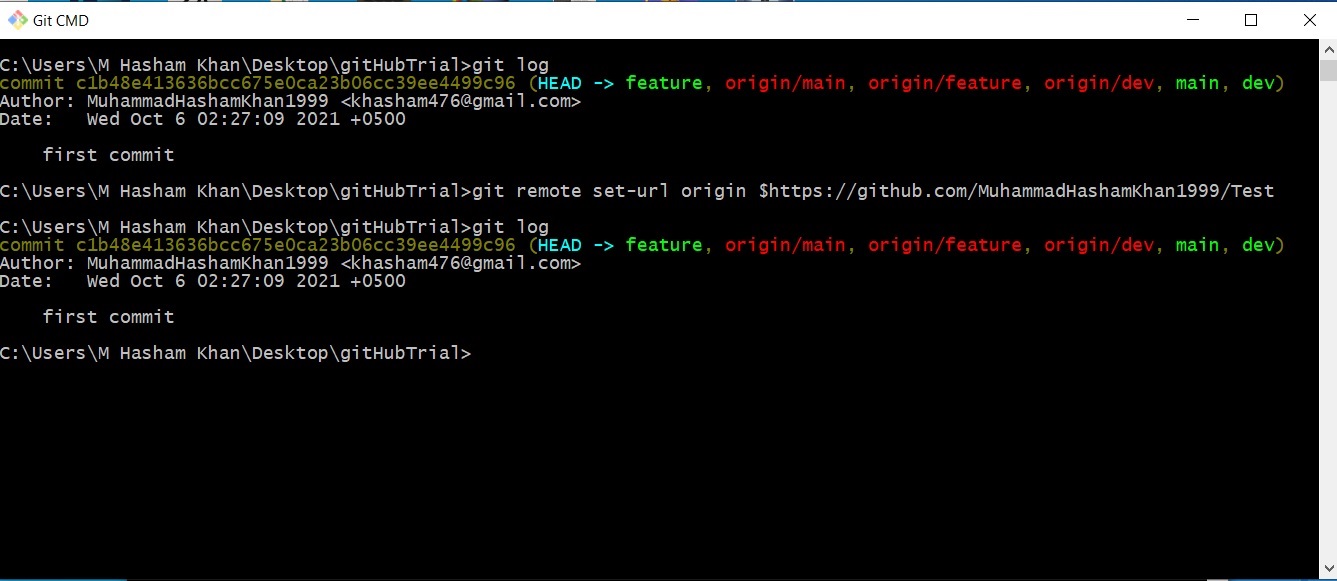 Git CMD
C:\Users\M Hasham Khan\Desktop\gitHubTrial>git log
commit c1b48e413636bcc675e0ca23b06cc39ee4499c96 (HEAD -> feature, origin/main, origin/feature, origin/dev, main, dev)
Author: MuhammadHashamKhan1999 <khasham476@gmail.com>
Date:   Wed Oct 6 02:27:09 2021 +0500
    first commit
C:\Users\M Hasham Khan\Desktop\gitHubTrial>git remote set-url origin $https://github.com/MuhammadHashamKhan1999/Test
C:\Users\M Hasham Khan\Desktop\gitHubTrial>git log
commit c1b48e413636bcc675e0ca23b06cc39ee4499c96 (HEAD -> feature, origin/main, origin/feature, origin/dev, main, dev)
Author: MuhammadHashamKhan1999 <khasham476@gmail.com>
Date:   Wed Oct 6 02:27:09 2021 +0500
    first commit
C:\Users\M Hasham Khan\Desktop\gitHubTrial>